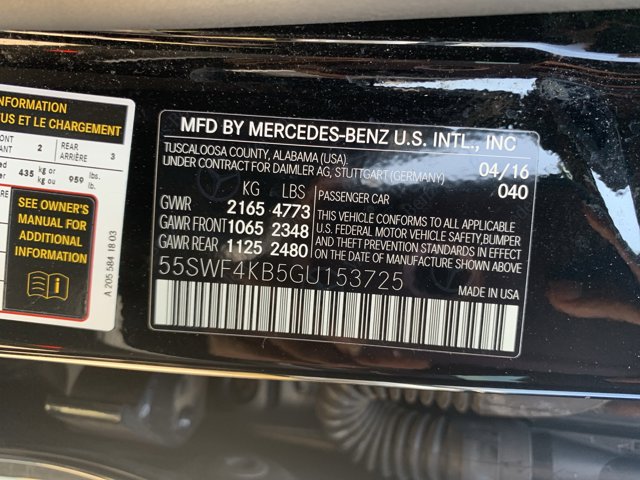 INFORMATION
TUS ET LE CHARGEMENT
2 REAR ARRIÈRE 3
435 kg ou kg 959 lbs. lb.
SEE OWNER'S
MANUAL FOR
ADDITIONAL
INFORMATION
A 205 584 18 03
MFD BY MERCEDES-BENZ U.S. INTL., INC
TUSCALOOSA COUNTY, ALABAMA (USA).
UNDER CONTRACT FOR DAIMLER AG, STUTTGART (GERMANY)
04/16
040
KG LBS
GVWR 2165 4773
GAWR FRONT 1065 2348
GAWR REAR 1125 2480
PASSENGER CAR
THIS VEHICLE CONFORMS TO ALL APPLICABLE
U.S. FEDERAL MOTOR VEHICLE SAFETY, BUMPER
AND THEFT PREVENTION STANDARDS IN EFFECT
ON THE DATE OF MANUFACTURE SHOWN ABOVE
55SWF4KB5GU153725
MADE IN USA